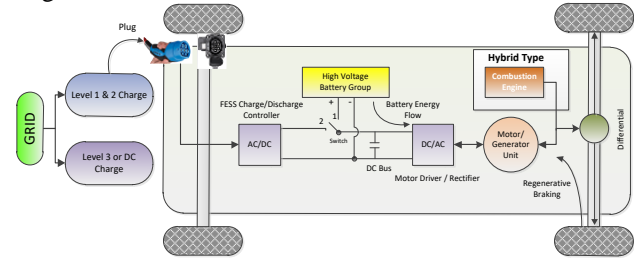 Plug
GRID
Level 1 & 2 Charge
Level 3 or DC
Charge
FESS Charge/Discharge
Controller
AC/DC
High Voltage
Battery Group
+
-
2
1
Switch
DC Bus
Battery Energy
Flow
DC/AC
Motor Driver / Rectifier
Hybrid Type
Combustion
Engine
Motor/
Generator
Unit
Regenerative
Braking
Differential